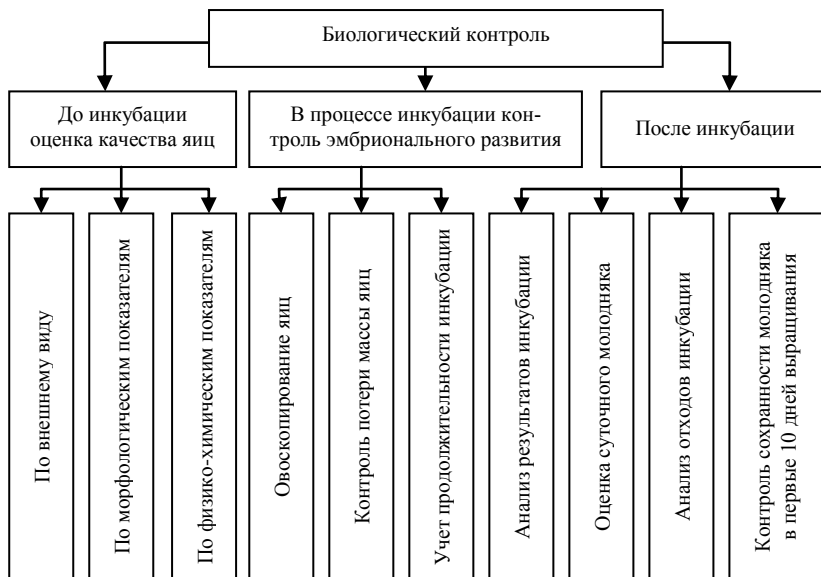 Биологический контроль
До инкубации
оценка качества яиц
В процессе инкубации кон-
троль эмбрионального развития
После инкубации
По внешнему виду
По морфологическим показателям
По физико-химическим показателям
Овоскопирование яиц
Контроль потери массы яиц
Учет продолжительности инкубации
Анализ результатов инкубации
Оценка суточного молодняка
Анализ отходов инкубации
Контроль сохранности молодняка
в первые 10 дней выращивания